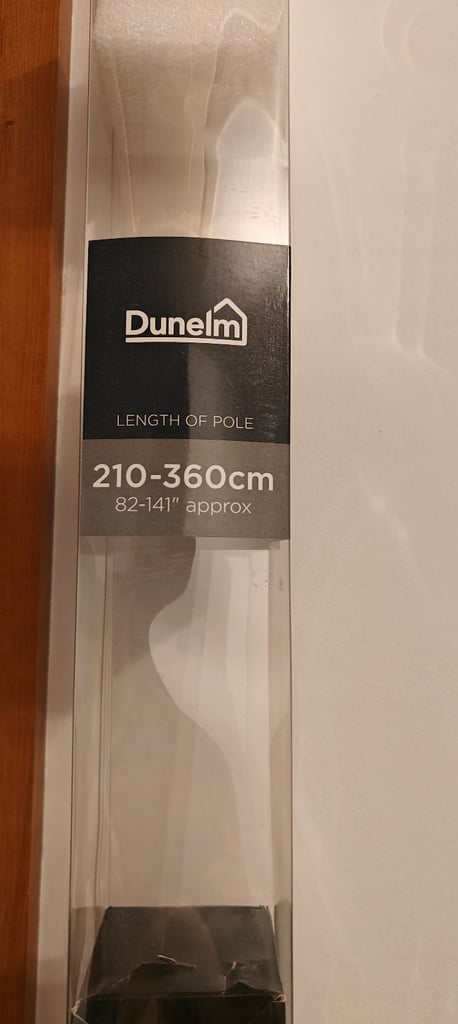 Dunelm
LENGTH OF POLE
210-360cm
82-141" approx